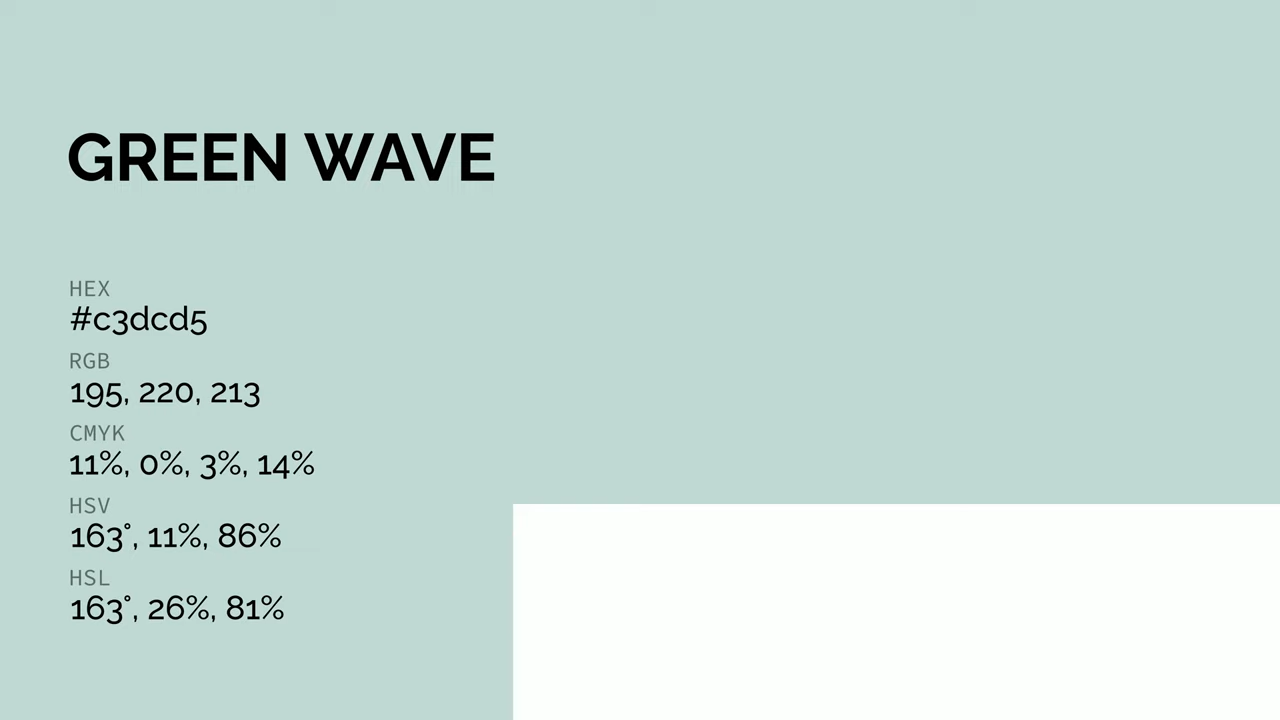 GREEN WAVE
HEX
#c3dcd5
RGB
195, 220, 213
CMYK
11%, 0%, 3%, 14%
HSV
163°, 11%, 86%
HSL
163°, 26%, 81%